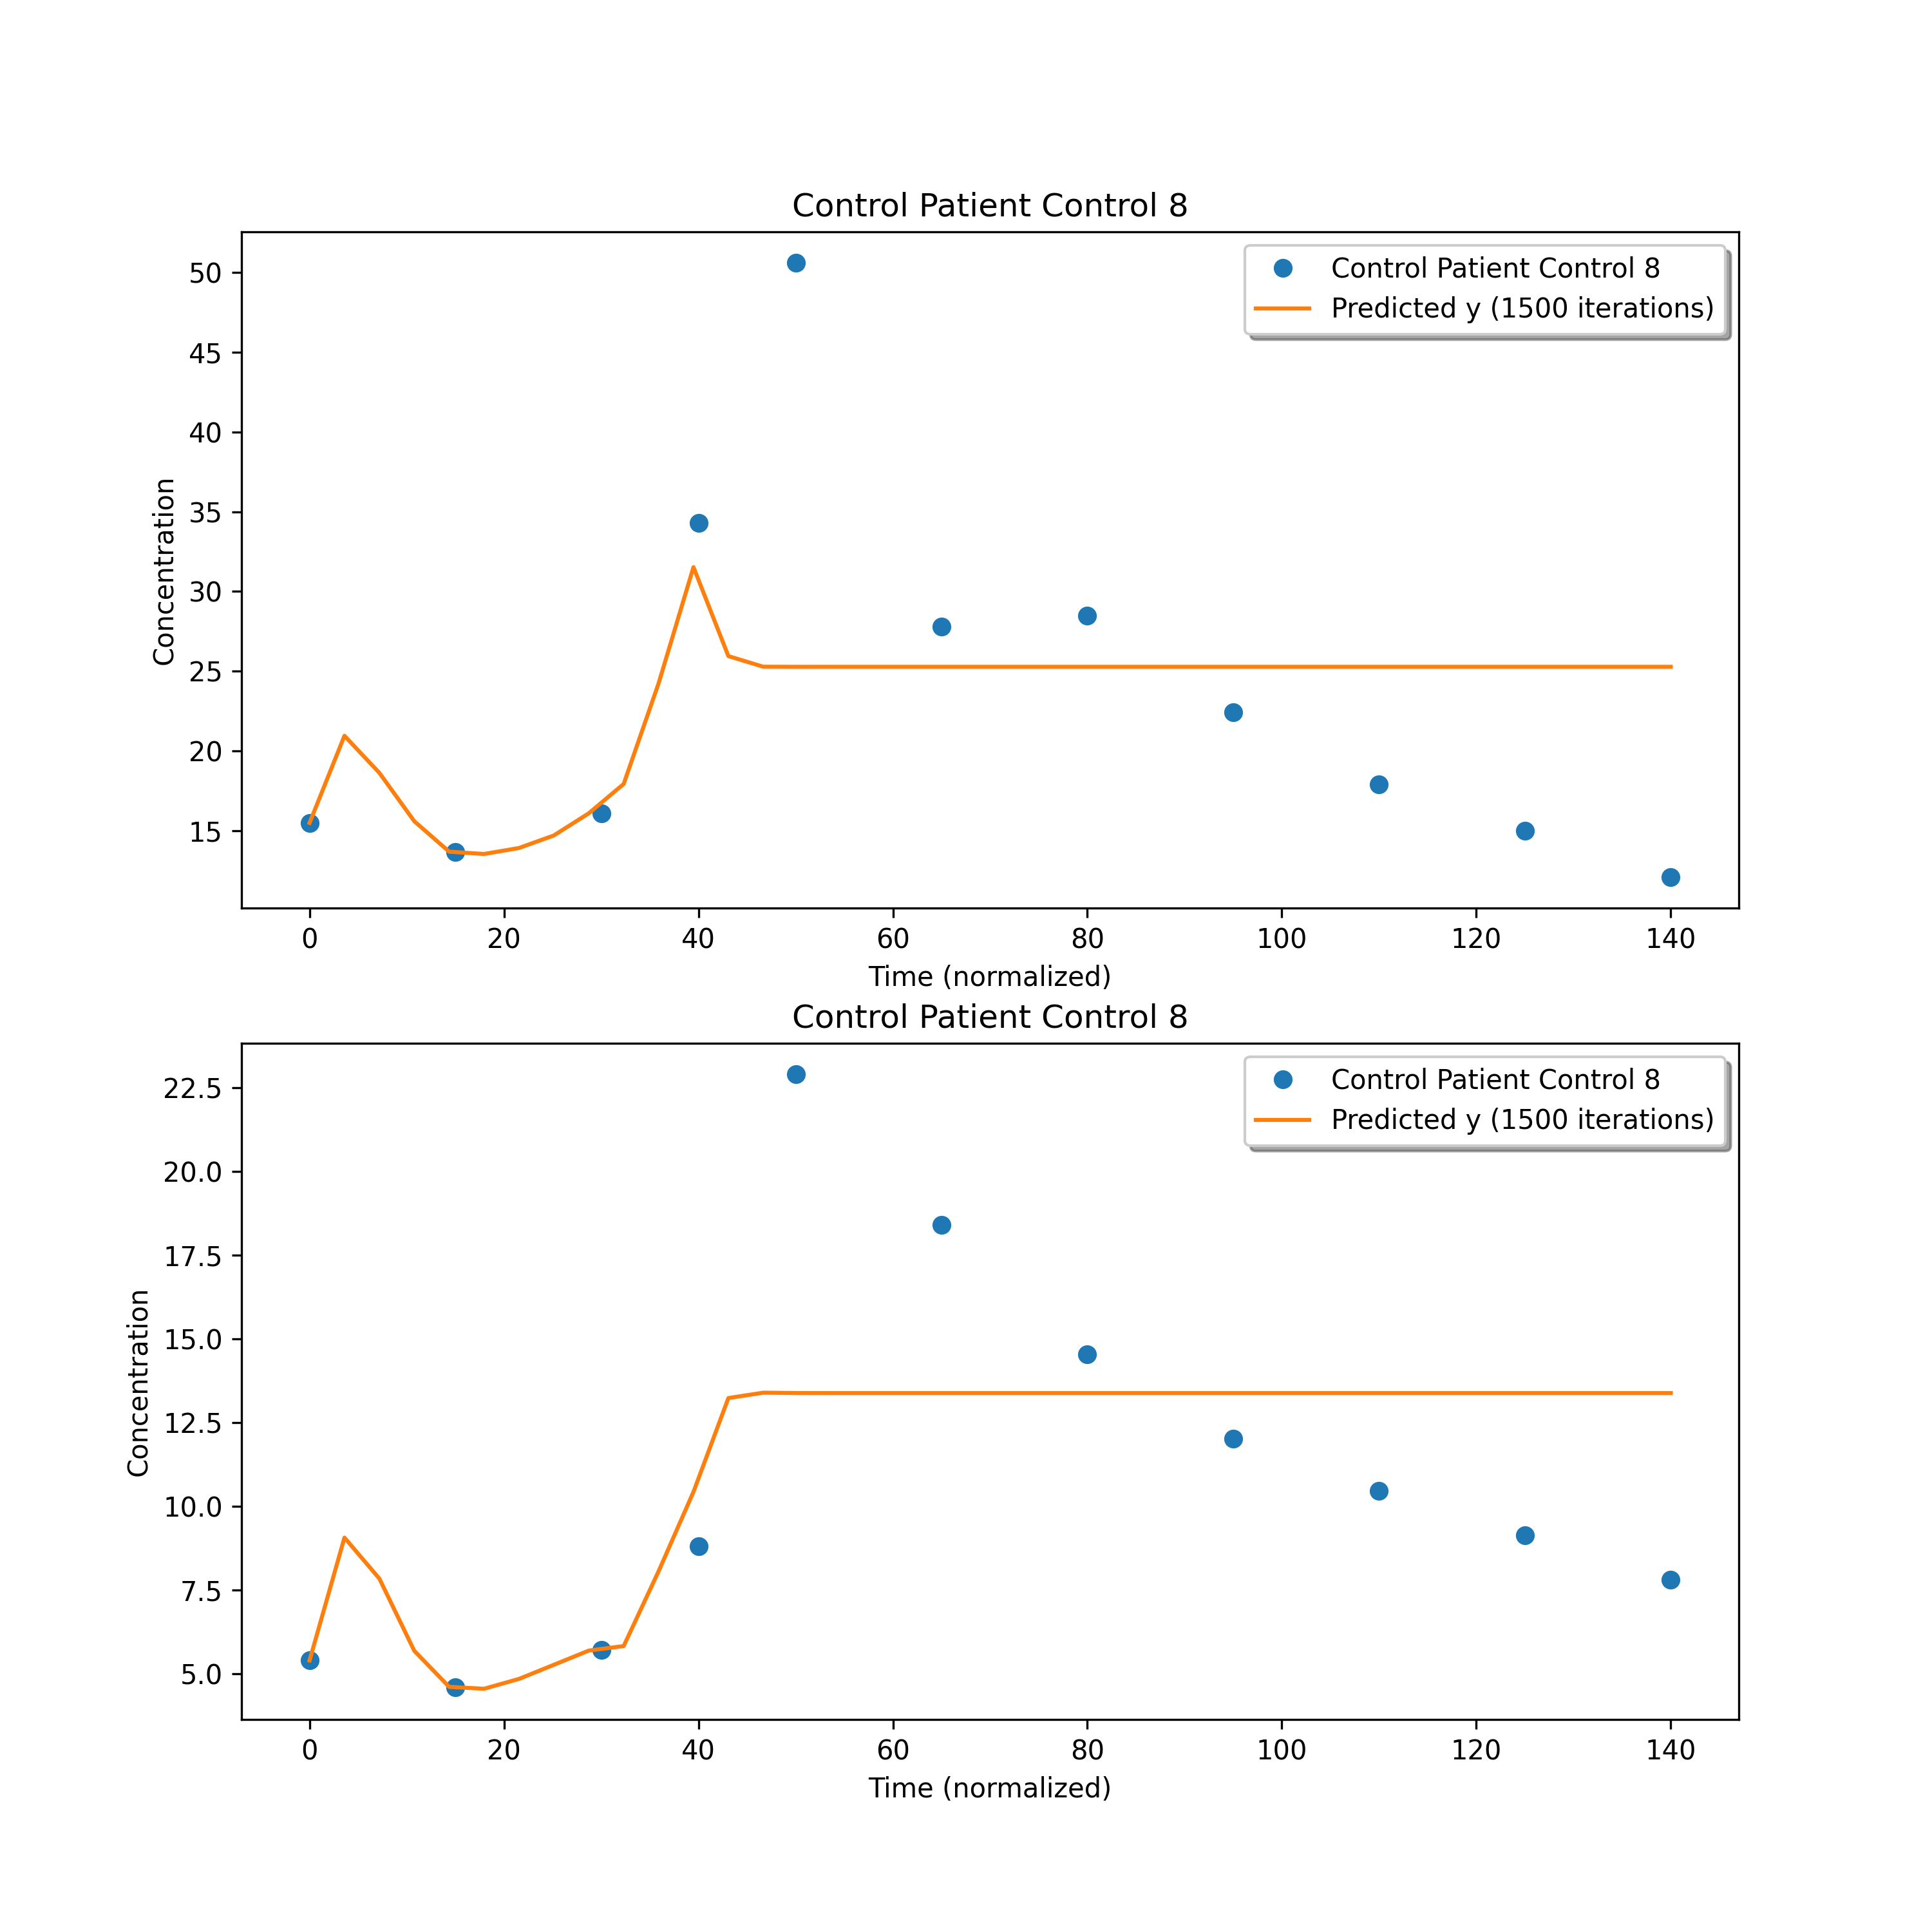 Control Patient Control 8
50
45
40
35
30
25
20
15
Concentration
Control Patient Control 8
Predicted y (1500 iterations)
0 20 40 60 80 100 120 140
Time (normalized)
Control Patient Control 8
22.5
20.0
17.5
15.0
12.5
10.0
7.5
5.0
Concentration
Control Patient Control 8
Predicted y (1500 iterations)
0 20 40 60 80 100 120 140
Time (normalized)